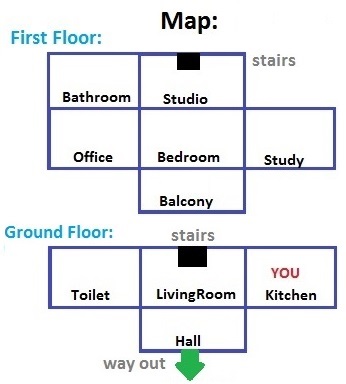 Map:
First Floor:
stairs
Bathroom
Studio
Office
Bedroom
Study
Balcony
Ground Floor:
stairs
YOU
Toilet
LivingRoom
Kitchen
Hall
way out